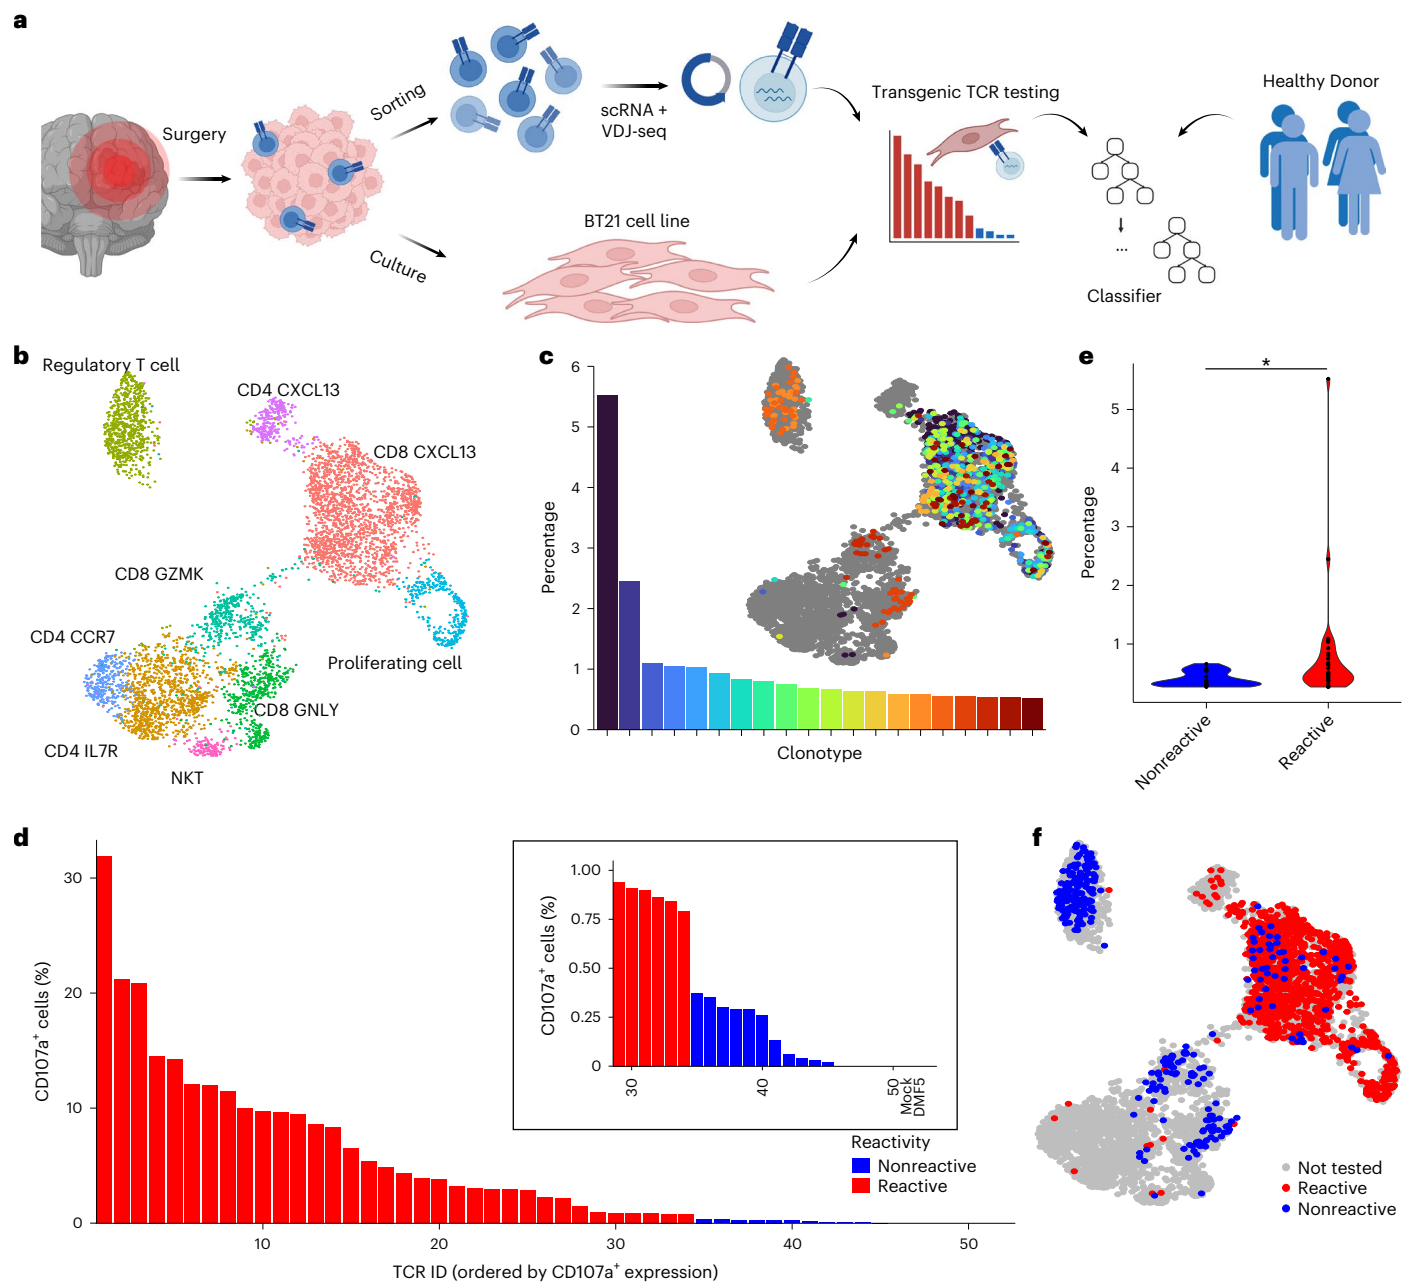 a
Surgery
Sorting
Culture
scRNA +
VDJ-seq
BT21 cell line
Transgenic TCR testing
...
Classifier
Healthy Donor
b
Regulatory T cell
CD4 CXCL13
CD8 CXCL13
CD8 GZMK
CD4 CCR7
Proliferating cell
CD8 GNLY
CD4 IL7R
NKT
c
Percentage
6
5
4
3
2
1
0
Clonotype
e
*
Percentage
5
4
3
2
1
Nonreactive
Reactive
d
CD107a⁺ cells (%)
30
20
10
0
10
20
30
40
50
TCR ID (ordered by CD107a⁺ expression)
CD107a⁺ cells (%)
1.00
0.75
0.50
0.25
0
30
40
50
Mock
DMF5
Reactivity
Nonreactive
Reactive
f
Not tested
Reactive
Nonreactive